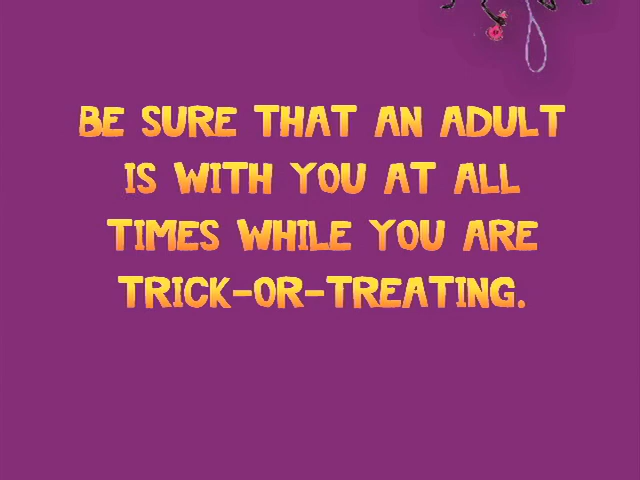 BE SURE THAT AN ADULT
IS WITH YOU AT ALL
TIMES WHILE YOU ARE
TRICK-OR-TREATING.